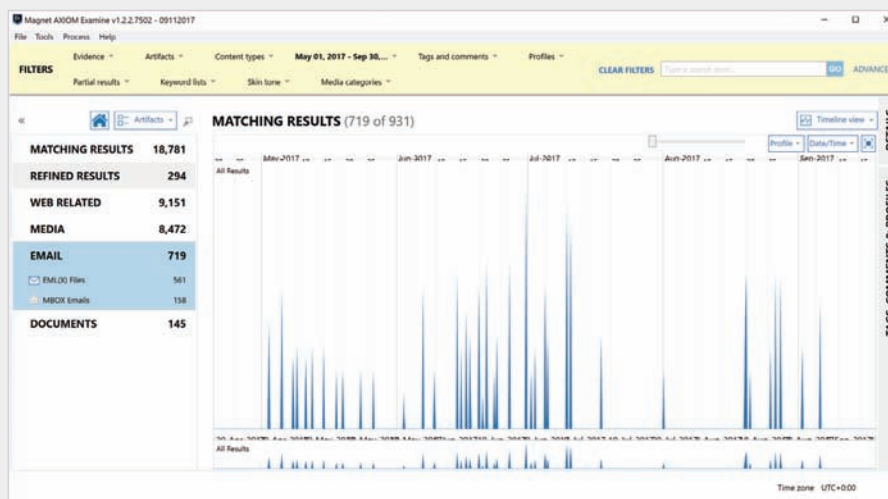 Magnet AXIOM Examine v1.2.2.7502 - 09112017
File Tools Process Help
FILTERS
Evidence Artifacts Content types May 01, 2017 - Sep 30,... Tags and comments Profiles
Partial results Keyword lists Skin tone Media categories
CLEAR FILTERS GO ADVANCE
Artifacts
MATCHING RESULTS (719 of 931)
Timeline view
Profile Date/Time
MATCHING RESULTS 18,781
REFINED RESULTS 294
WEB RELATED 9,151
MEDIA 8,472
EMAIL 719
EML(X) Files 561
MBOX Emails 158
DOCUMENTS 145
May-2017 Jun-2017 Jul-2017 Aug-2017 Sep-2017
All Results
All Results
Time zone UTC+0:00